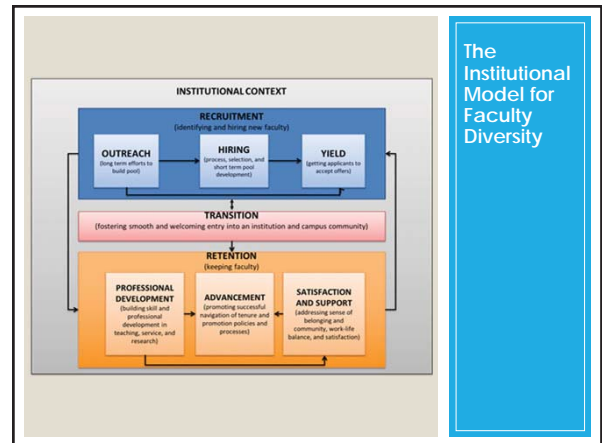 INSTITUTIONAL CONTEXT
RECRUITMENT
(identifying and hiring new faculty)
OUTREACH
(long term efforts to
build pool)
HIRING
(process, selection, and
short term pool
development)
YIELD
(getting applicants to
accept offers)
TRANSITION
(fostering smooth and welcoming entry into an institution and campus community)
RETENTION
(keeping faculty)
PROFESSIONAL
DEVELOPMENT
(building skill and
professional
development in
teaching, service, and
research)
ADVANCEMENT
(promoting successful
navigation of tenure and
promotion policies and
processes)
SATISFACTION
AND SUPPORT
(addressing sense of
belonging and
community, work-life
balance, and satisfaction)
The
Institutional
Model for
Faculty
Diversity